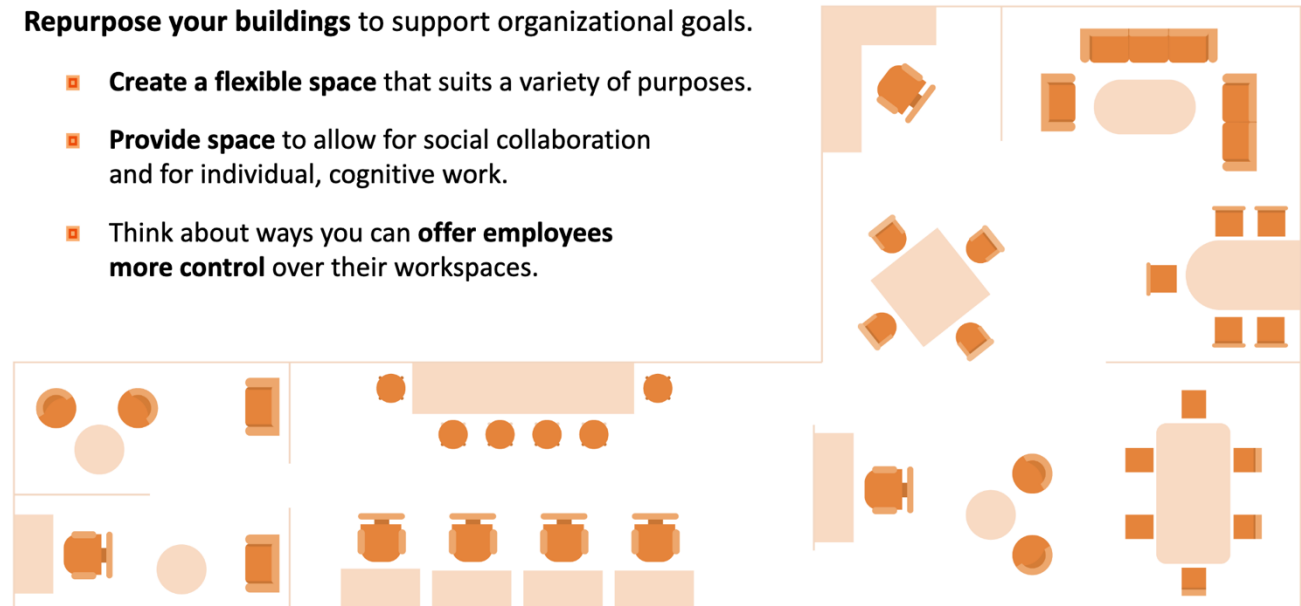 Repurpose your buildings to support organizational goals.
Create a flexible space that suits a variety of purposes.
Provide space to allow for social collaboration
and for individual, cognitive work.
Think about ways you can offer employees
more control over their workspaces.